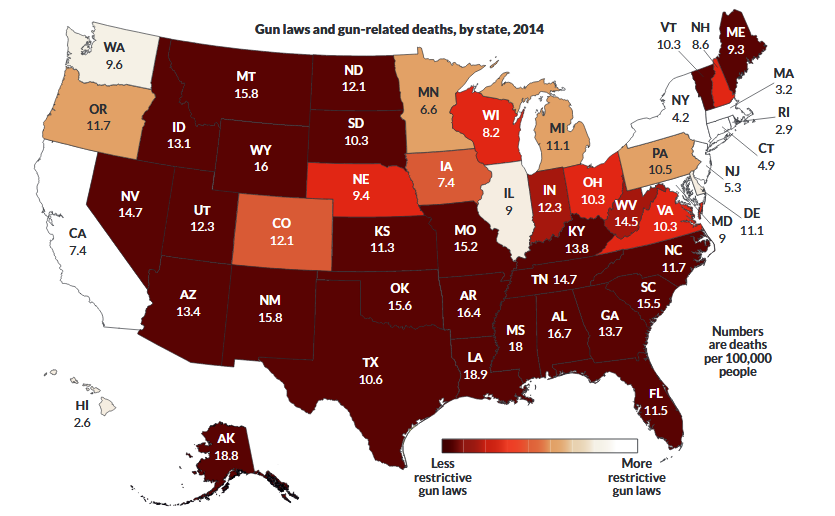 Gun laws and gun-related deaths, by state, 2014
WA
9.6
OR
11.7
CA
7.4
NV
14.7
ID
13.1
MT
15.8
WY
16
UT
12.3
AZ
13.4
CO
12.1
NM
15.8
ND
12.1
SD
10.3
NE
9.4
KS
11.3
OK
15.6
TX
10.6
MN
6.6
IA
7.4
MO
15.2
AR
16.4
LA
18.9
WI
8.2
IL
9
MI
11.1
IN
12.3
OH
10.3
KY
13.8
TN 14.7
MS
18
AL
16.7
GA
13.7
FL
11.5
SC
15.5
NC
11.7
VA
10.3
WV
14.5
PA
10.5
NY
4.2
VT
10.3
NH
8.6
ME
9.3
MA
3.2
RI
2.9
CT
4.9
NJ
5.3
DE
11.1
MD
9
HI
2.6
AK
18.8
Numbers
are deaths
per 100,000
people
Less
restrictive
gun laws
More
restrictive
gun laws